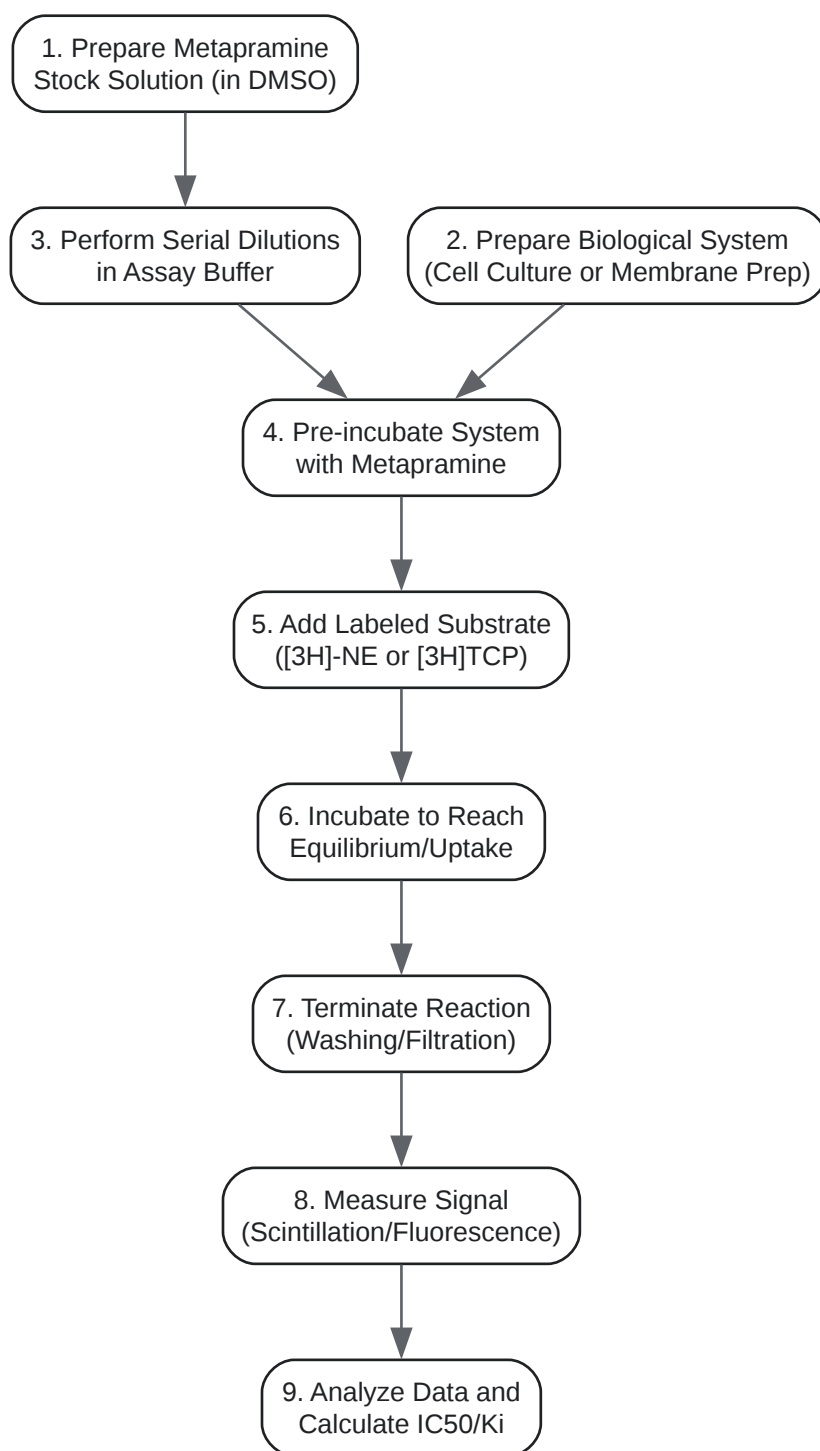 1. Prepare Metapramine
Stock Solution (in DMSO)
3. Perform Serial Dilutions
in Assay Buffer
2. Prepare Biological System
(Cell Culture or Membrane Prep)
4. Pre-incubate System
with Metapramine
5. Add Labeled Substrate
([3H]-NE or [3H]TCP)
6. Incubate to Reach
Equilibrium/Uptake
7. Terminate Reaction
(Washing/Filtration)
8. Measure Signal
(Scintillation/Fluorescence)
9. Analyze Data and
Calculate IC50/Ki